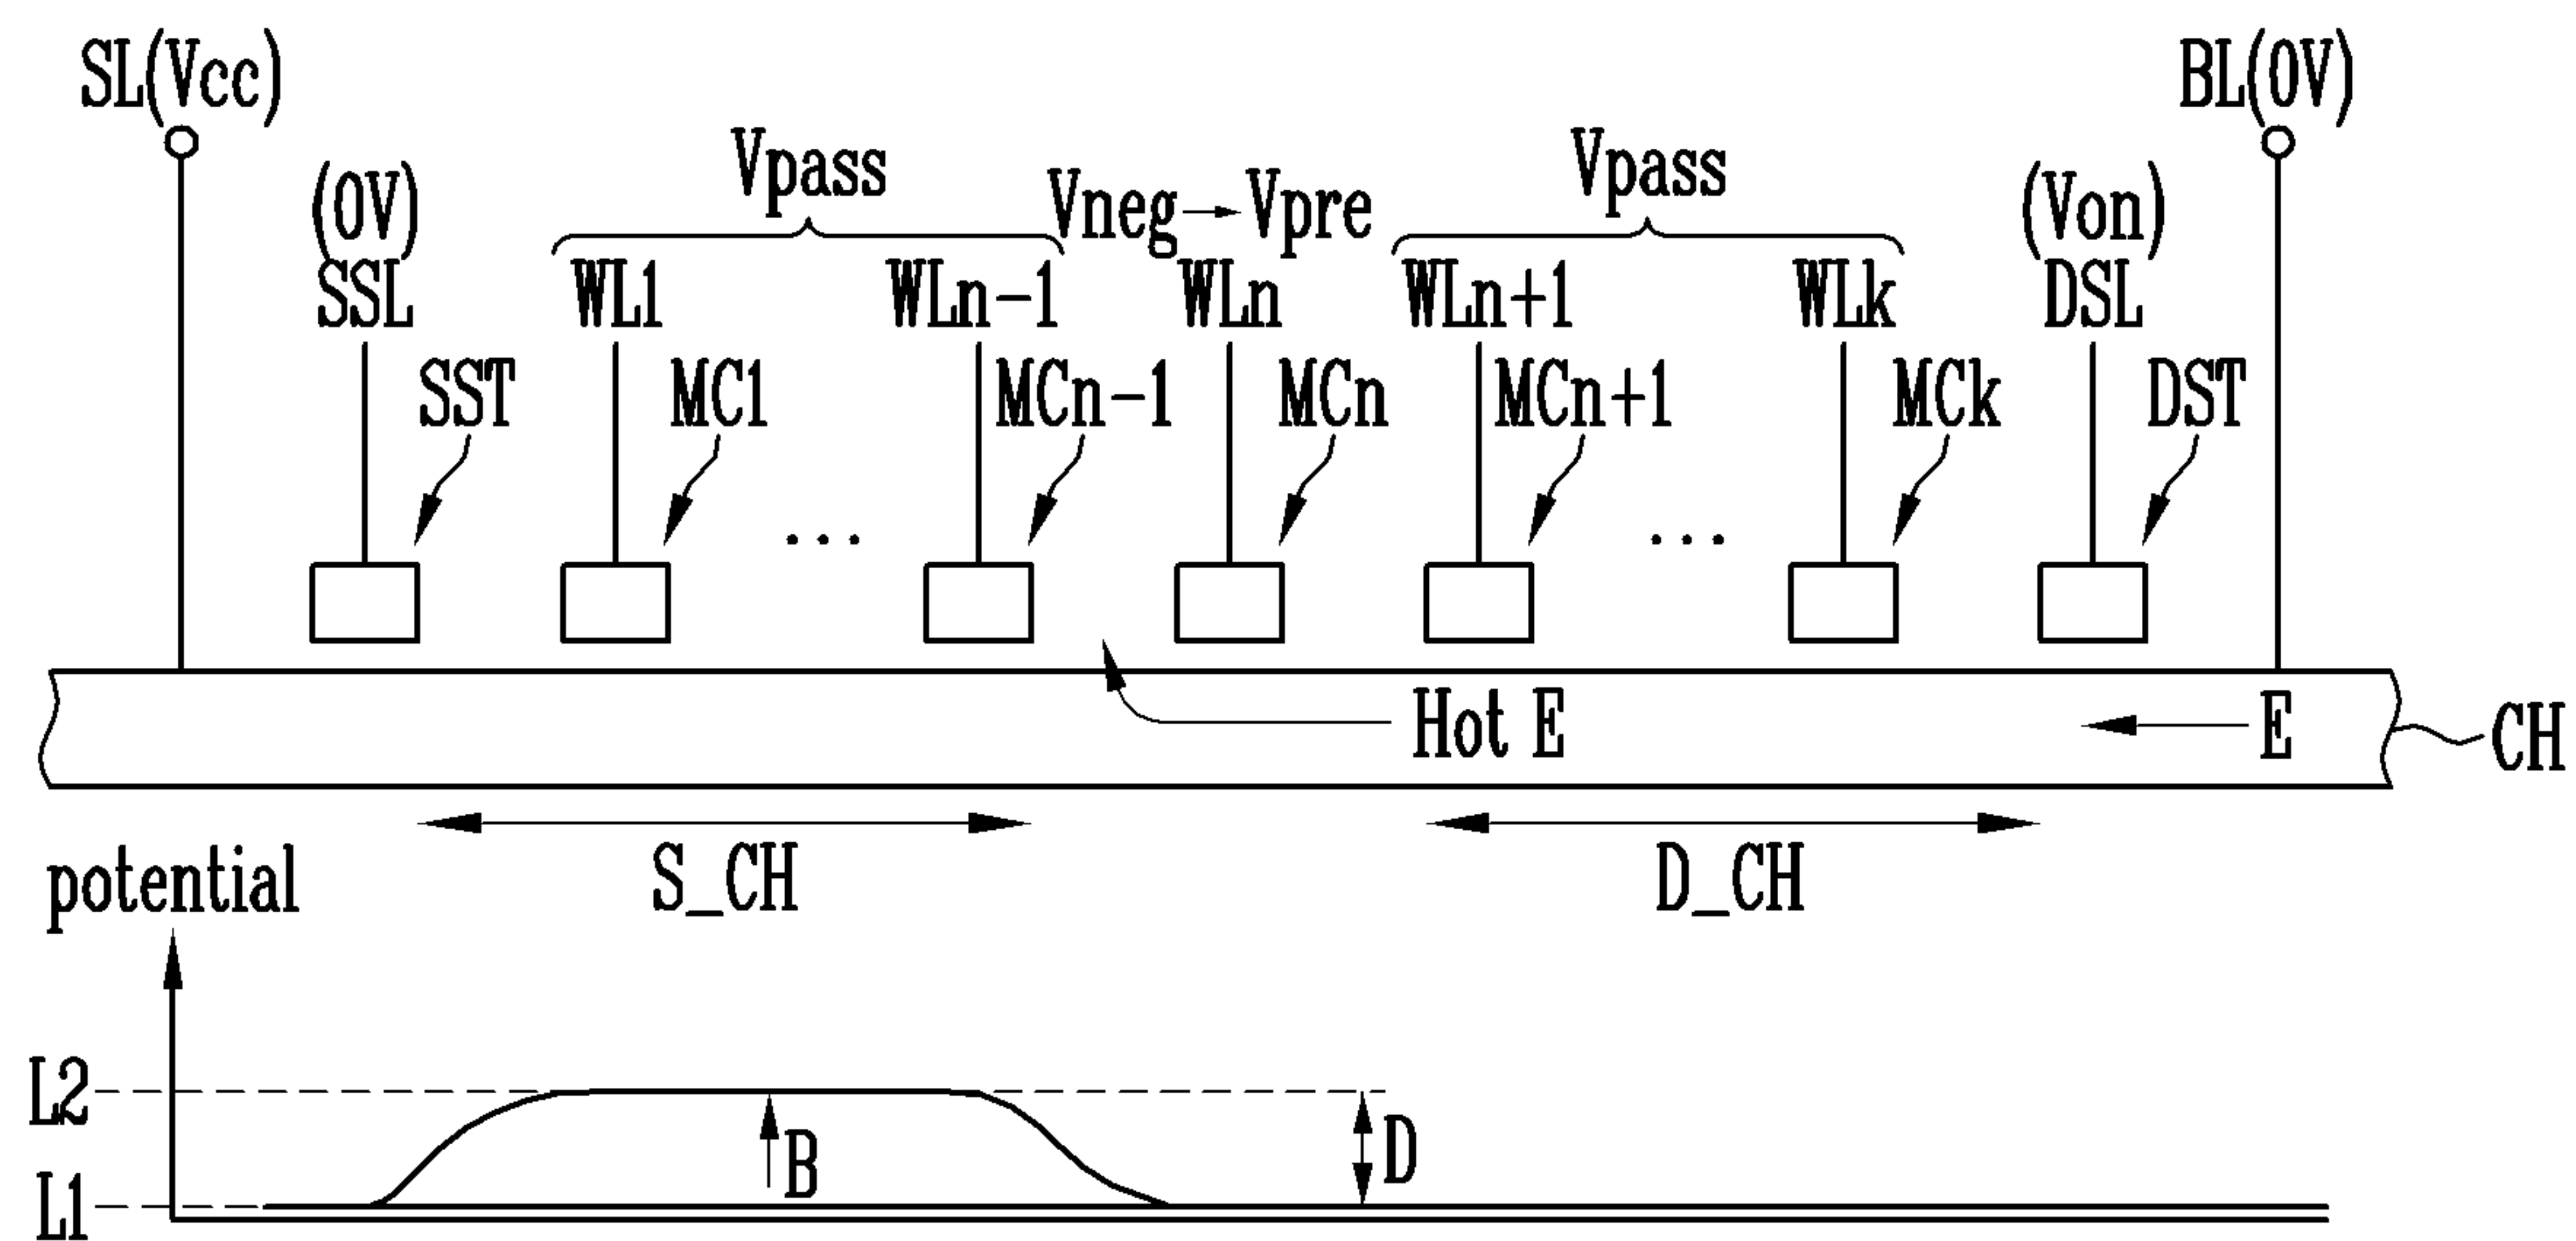 SL(Vcc) BL(0V)
Vpass Vpass
(0V) Vneg Vpre (Von)
SSL WL1 WLn-1 WLn WLn+1 WLk DSL
SST MC1 MCn-1 MCn MCn+1 MCk DST
... ...
Hot E E CH
S_CH D_CH
potential
L2
B D
L1